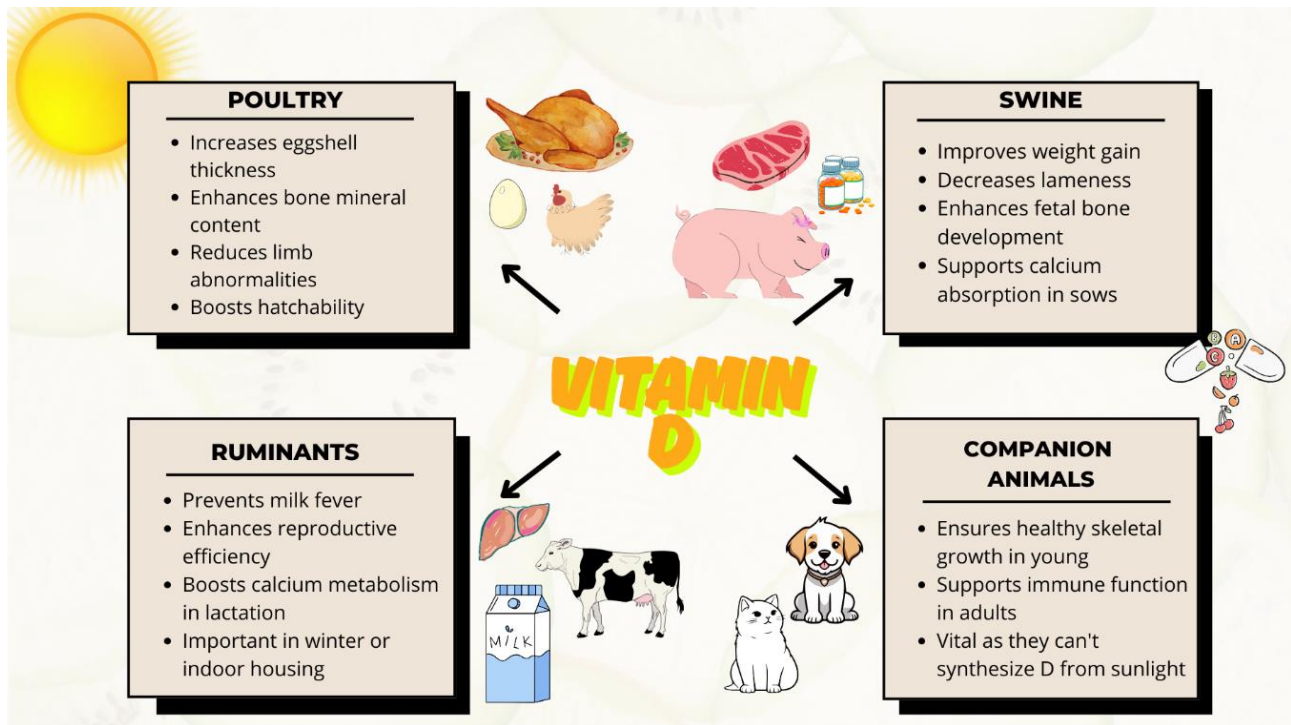 POULTRY
• Increases eggshell
thickness
• Enhances bone mineral
content
• Reduces limb
abnormalities
• Boosts hatchability
SWINE
• Improves weight gain
• Decreases lameness
• Enhances fetal bone
development
• Supports calcium
absorption in sows
B A
C
VITAMIN
D
RUMINANTS
• Prevents milk fever
• Enhances reproductive
efficiency
• Boosts calcium metabolism
in lactation
• Important in winter or
indoor housing
MILK
COMPANION
ANIMALS
• Ensures healthy skeletal
growth in young
• Supports immune function
in adults
• Vital as they can't
synthesize D from sunlight